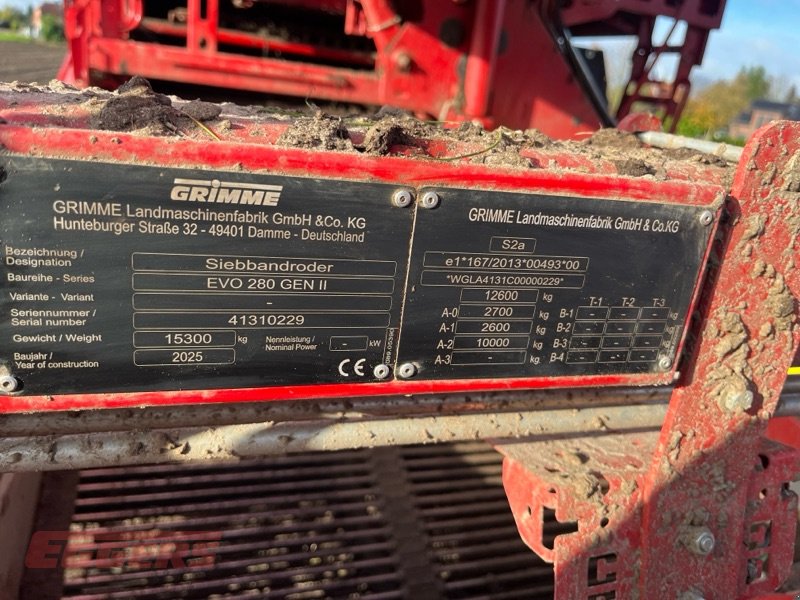 GRIMME
GRIMME Landmaschinenfabrik GmbH &Co. KG
Hunteburger Straße 32 - 49401 Damme - Deutschland
Bezeichnung / Designation Siebbandroder
Baureihe - Series EVO 280 GEN II
Variante - Variant -
Seriennummer / Serial number 41310229
Gewicht / Weight 15300 kg
Nennleistung / Nominal Power - kW
Baujahr / Year of construction 2025
CE
GRIMME Landmaschinenfabrik GmbH & Co.KG
S2a
e1*167/2013*00493*00
*WGLA4131C00000229*
12600 kg
T-1 T-2 T-3
A-0 2700 kg B-1 - - -
A-1 2600 kg B-2 - - -
A-2 10000 kg B-3 - - - kg
A-3 - kg B-4 - - -
EGGERS